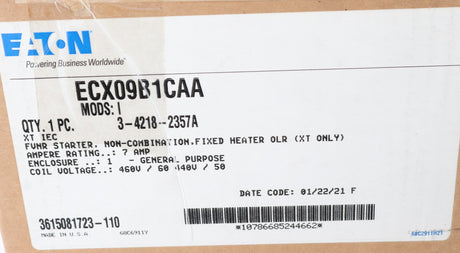 EATON
Powering Business Worldwide
ECX09B1CAA
MODS: I
QTY. 1 PC. 3-4218-2357A
XT IEC
FVNR STARTER. NON-COMBINATION.FIXED HEATER OLR (XT ONLY)
AMPERE RATING..: 7 AMP
ENCLOSURE ..: 1 - GENERAL PURPOSE
COIL VOLTAGE..: 460V / 60 440V / 50
DATE CODE: 01/22/21 F
3615081723-110
MADE IN U.S.A 68C6911Y
*10786685244662*